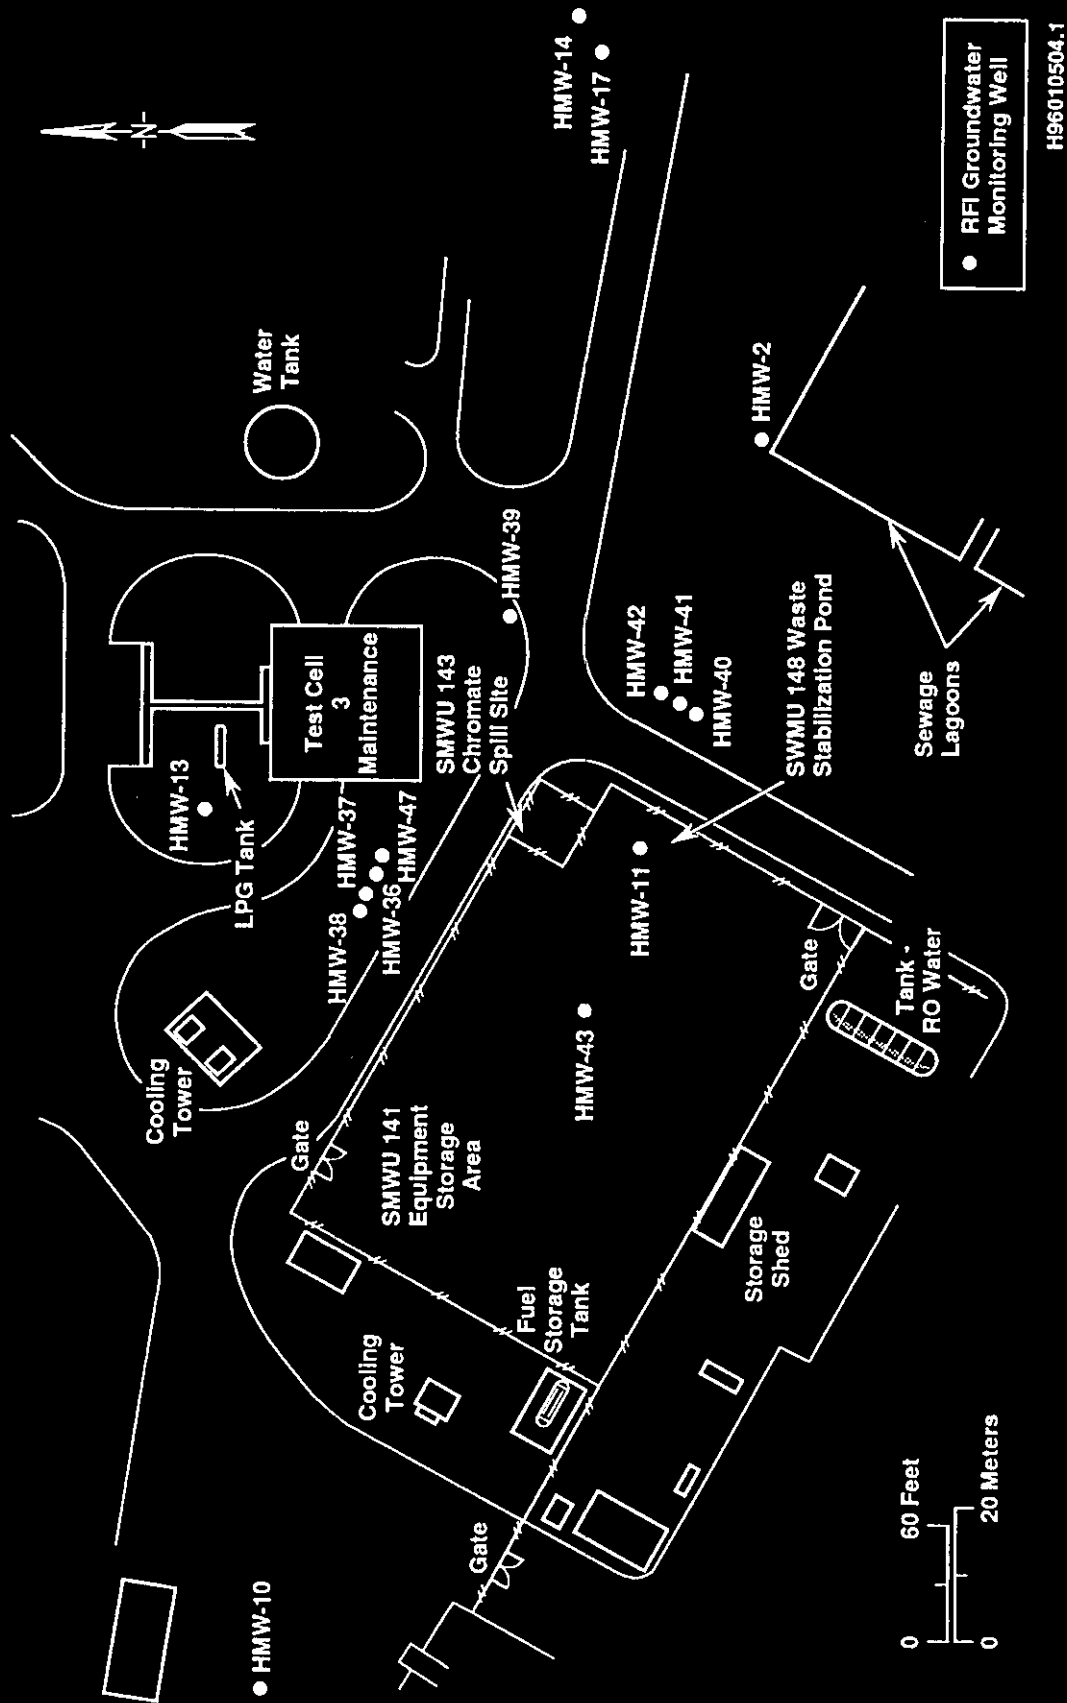 HMW-14
HMW-17
-N-
Water
Tank
HMW-39
HMW-13
LPG Tank
Test Cell
3
Maintenance
SMWU 143
Chromate
Spill Site
HMW-37
HMW-47
HMW-38
HMW-36
Cooling
Tower
Gate
SMWU 141
Equipment
Storage
Area
HMW-43
HMW-11
HMW-42
HMW-41
HMW-40
SWMU 148 Waste
Stabilization Pond
HMW-2
Sewage
Lagoons
Gate
Tank -
RO Water
Storage
Shed
Fuel
Storage
Tank
Cooling
Tower
Gate
HMW-10
0
60 Feet
0
20 Meters
RFI Groundwater
Monitoring Well
H96010504.1